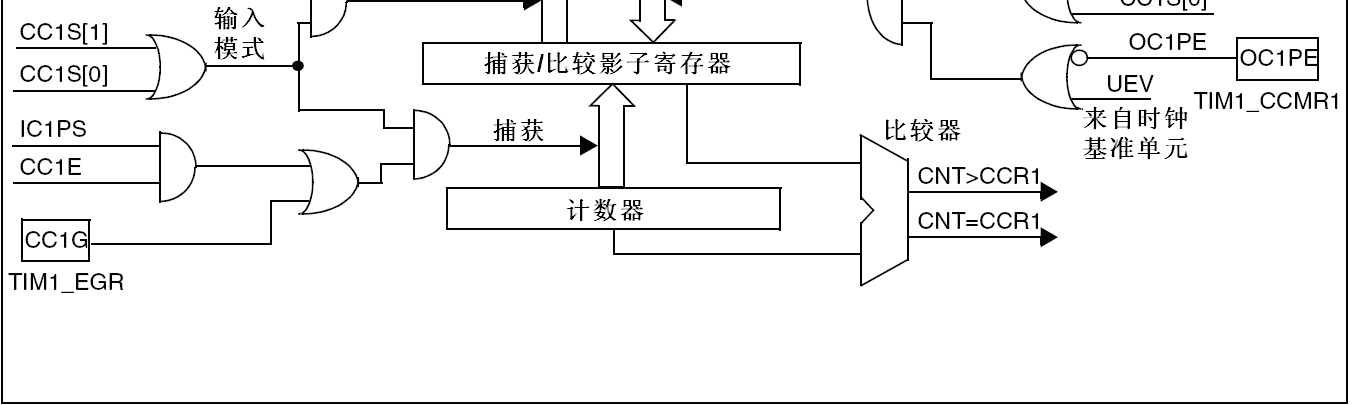 CC1S[0]
输入
模式
CC1S[1]
CC1S[0]
捕获/比较影子寄存器
OC1PE
OC1PE
UEV
TIM1_CCMR1
来自时钟
基准单元
IC1PS
CC1E
捕获
比较器
CNT>CCR1
计数器
CNT=CCR1
CC1G
TIM1_EGR